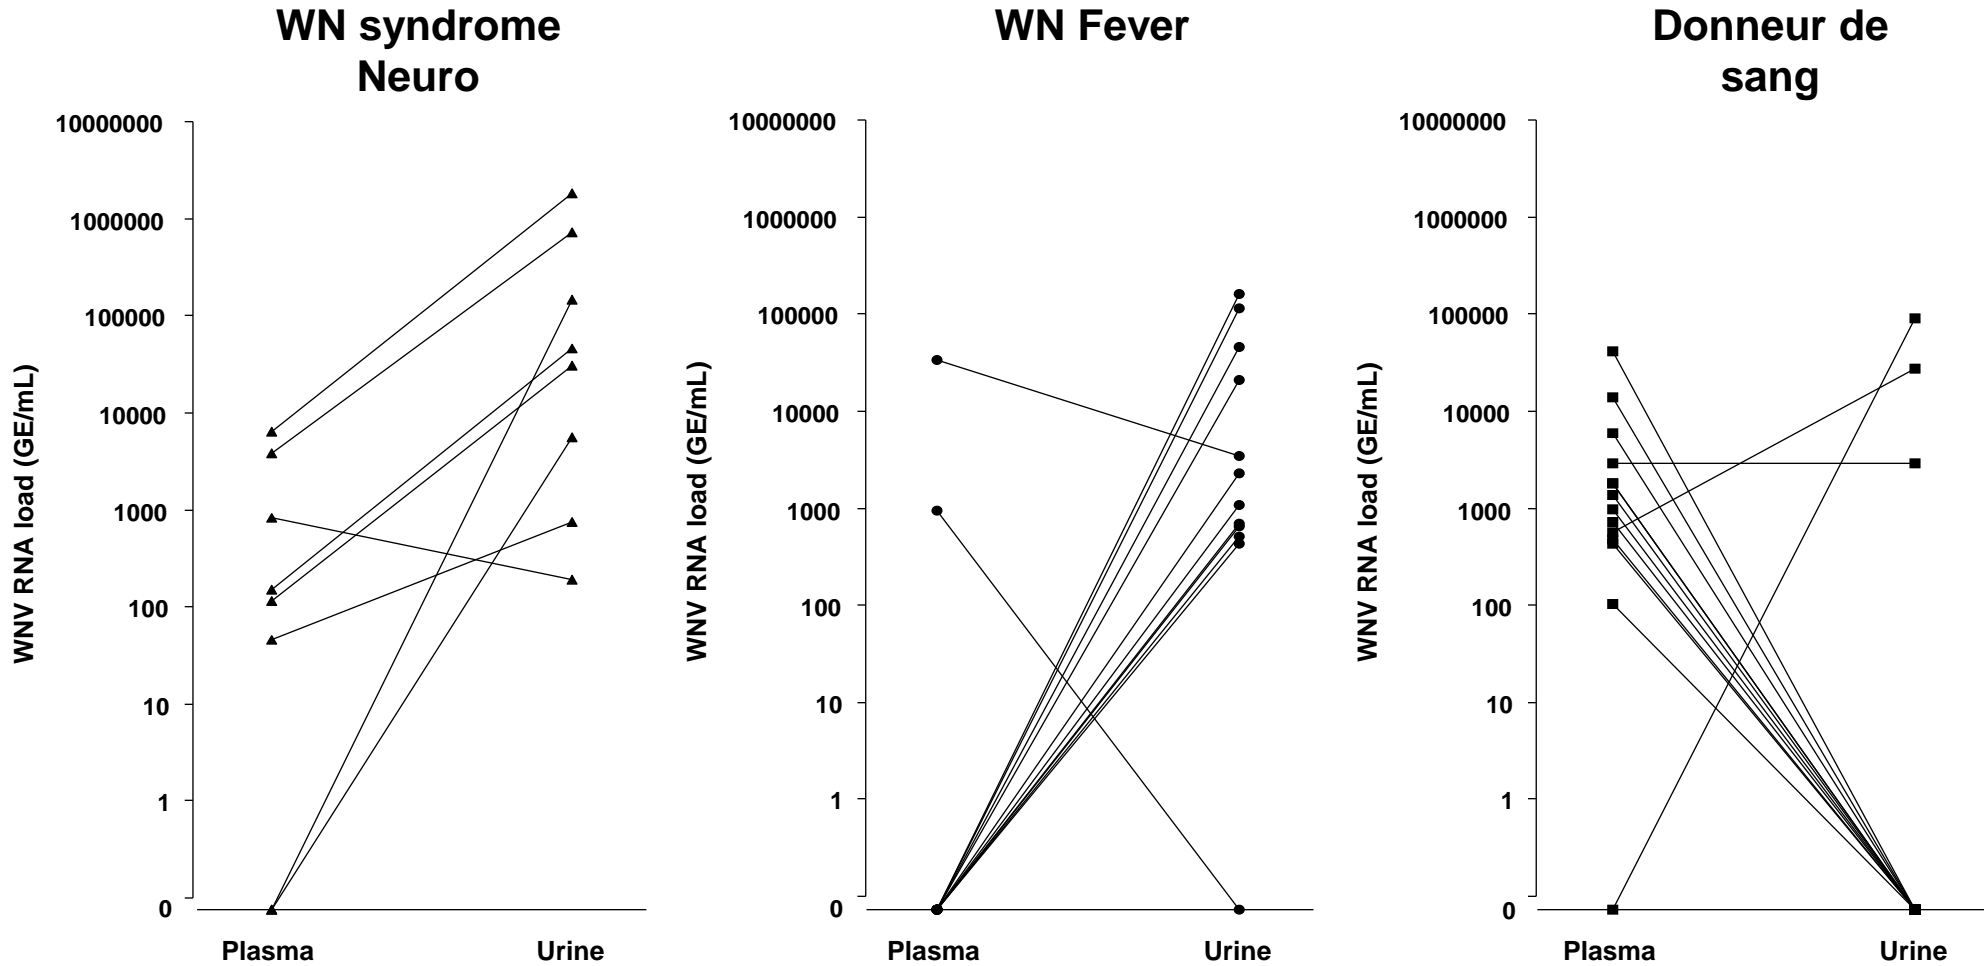 WN syndrome
Neuro
10000000
1000000
100000
10000
1000
100
10
1
0
WNV RNA load (GE/mL)
Plasma
Urine
WN Fever
10000000
1000000
100000
10000
1000
100
10
1
0
WNV RNA load (GE/mL)
Plasma
Urine
Donneur de
sang
10000000
1000000
100000
10000
1000
100
10
1
0
WNV RNA load (GE/mL)
Plasma
Urine